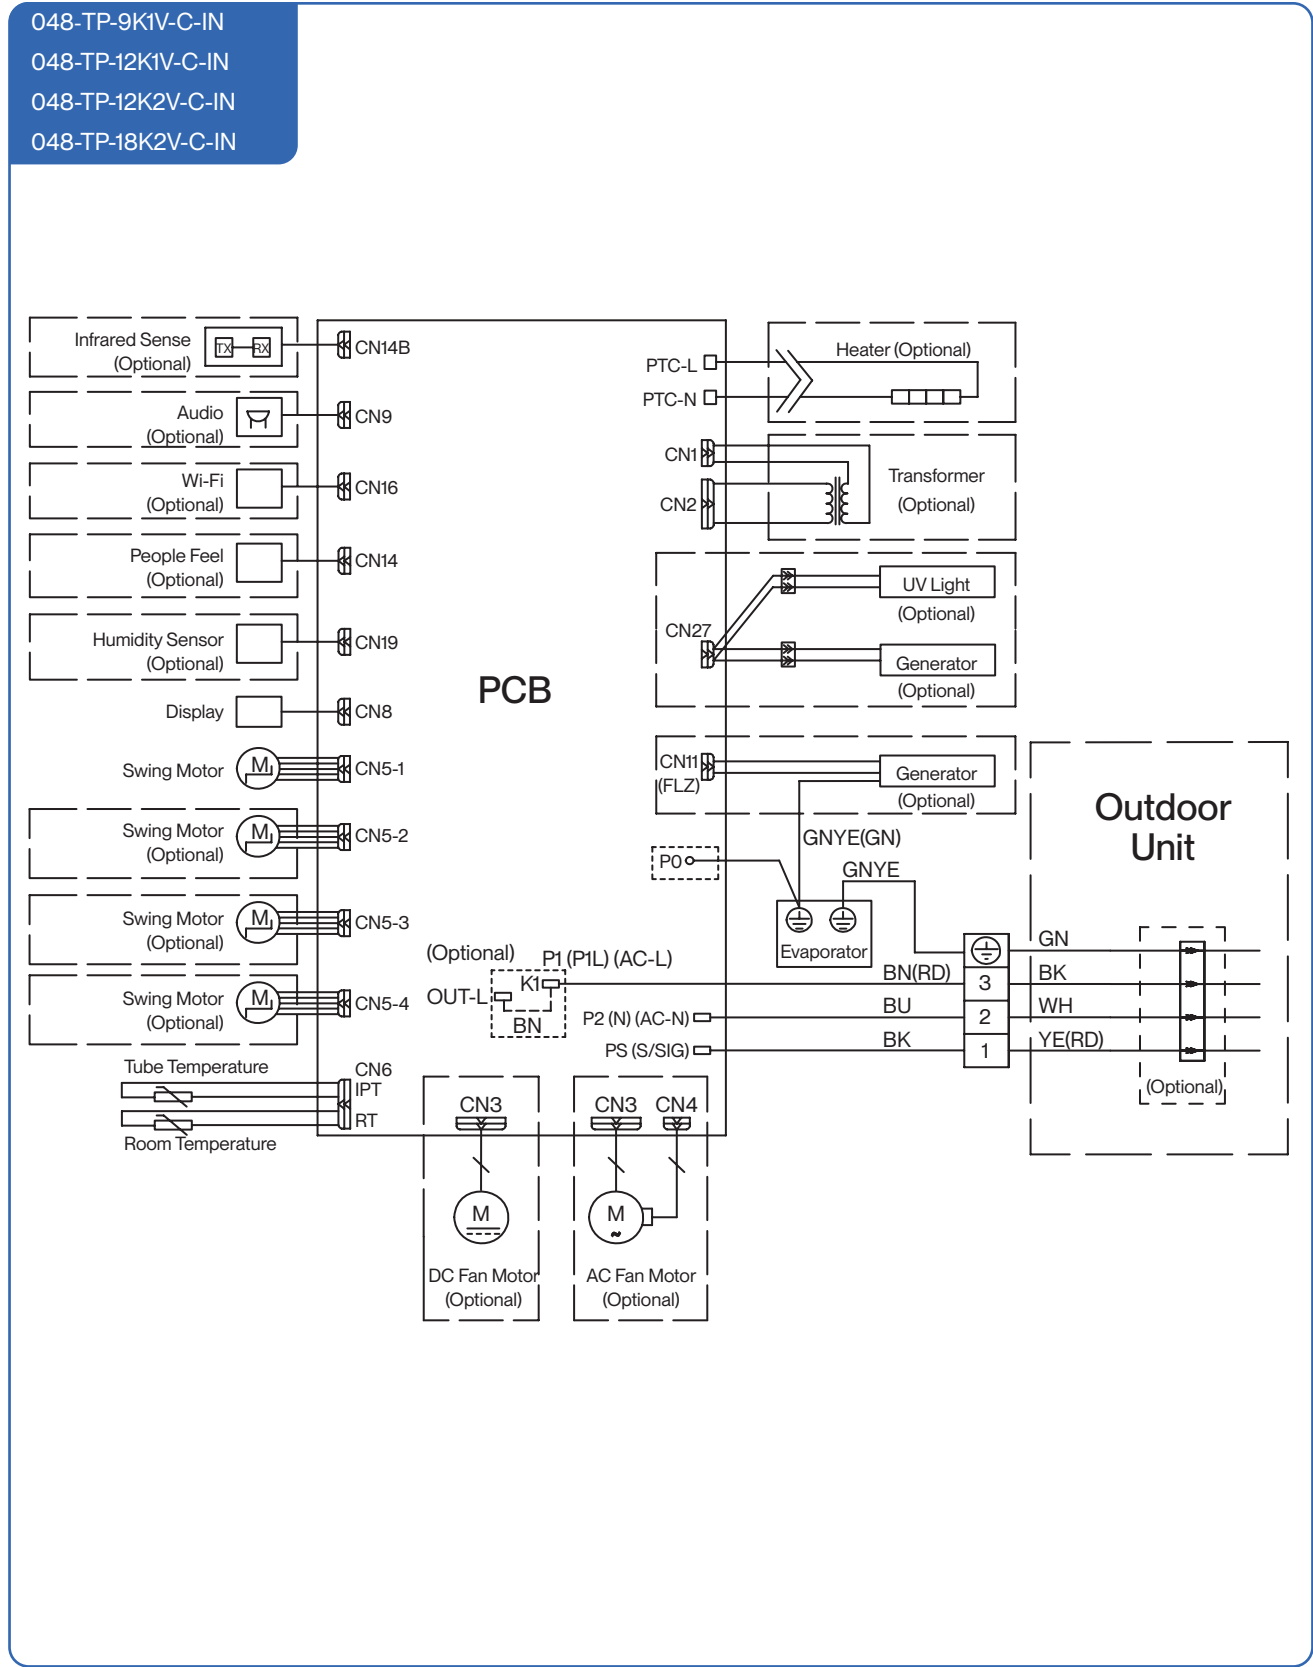 048-TP-9K1V-C-IN
048-TP-12K1V-C-IN
048-TP-12K2V-C-IN
048-TP-18K2V-C-IN
Infrared Sense
(Optional)
TX
RX
CN14B
Audio
(Optional)
CN9
Wi-Fi
(Optional)
CN16
People Feel
(Optional)
CN14
Humidity Sensor
(Optional)
CN19
Display
CN8
Swing Motor
M
CN5-1
Swing Motor
(Optional)
M
CN5-2
Swing Motor
(Optional)
M
CN5-3
Swing Motor
(Optional)
M
CN5-4
Tube Temperature
CN6
IPT
RT
Room Temperature
PCB
PTC-L
PTC-N
Heater (Optional)
CN1
CN2
Transformer
(Optional)
CN27
UV Light
(Optional)
Generator
(Optional)
CN11
(FLZ)
Generator
(Optional)
P0
GNYE(GN)
GNYE
Evaporator
(Optional)
P1 (P1L) (AC-L)
K1
OUT-L
BN
P2 (N) (AC-N)
PS (S/SIG)
BN(RD)
BU
BK
3
2
1
GN
BK
WH
YE(RD)
Outdoor
Unit
(Optional)
CN3
M
DC Fan Motor
(Optional)
CN3
CN4
M
~
AC Fan Motor
(Optional)